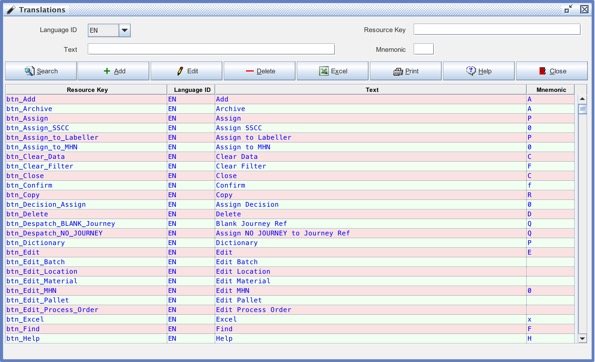 Translations
Language ID EN Resource Key
Text Mnemonic
Search Add Edit Delete Excel Print Help Close
Resource Key Language ID Text Mnemonic
btn_Add EN Add A
btn_Archive EN Archive A
btn_Assign EN Assign P
btn_Assign_SSCC EN Assign SSCC 0
btn_Assign_to_Labeller EN Assign to Labeller P
btn_Assign_to_MHN EN Assign to MHN 0
btn_Clear_Data EN Clear Data C
btn_Clear_Filter EN Clear Filter F
btn_Close EN Close C
btn_Confirm EN Confirm f
btn_Copy EN Copy R
btn_Decision_Assign EN Assign Decision 0
btn_Delete EN Delete D
btn_Despatch_BLANK_Journey EN Blank Journey Ref Q
btn_Despatch_NO_JOURNEY EN Assign NO JOURNEY to Journey Ref Q
btn_Dictionary EN Dictionary P
btn_Edit EN Edit E
btn_Edit_Batch EN Edit Batch
btn_Edit_Location EN Edit Location
btn_Edit_Material EN Edit Material
btn_Edit_MHN EN Edit MHN 0
btn_Edit_Pallet EN Edit Pallet
btn_Edit_Process_Order EN Edit Process Order
btn_Excel EN Excel x
btn_Find EN Find F
btn_Help EN Help H